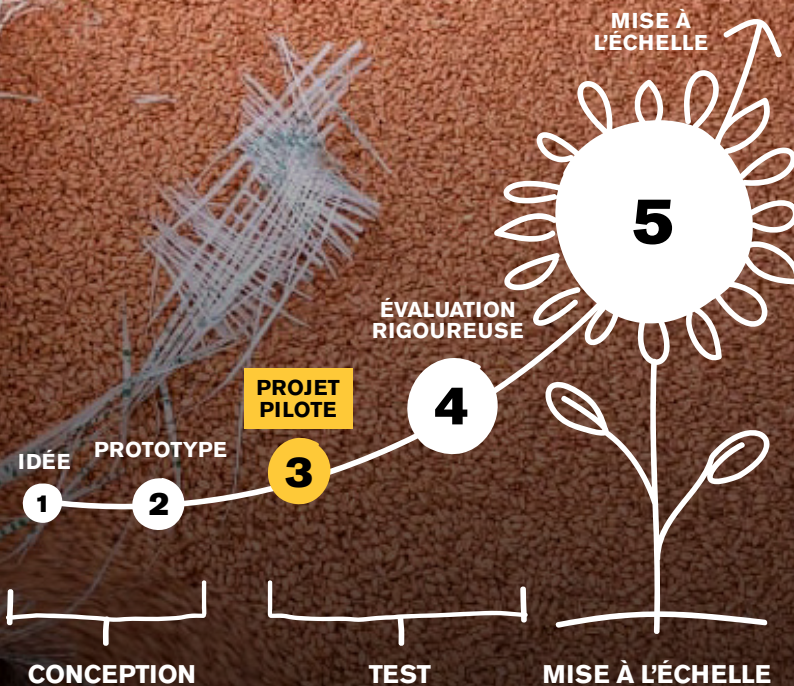 MISE À
L'ÉCHELLE
5
ÉVALUATION
RIGOUREUSE
4
PROJET
PILOTE
3
PROTOTYPE
2
IDÉE
1
CONCEPTION
TEST
MISE À L'ÉCHELLE